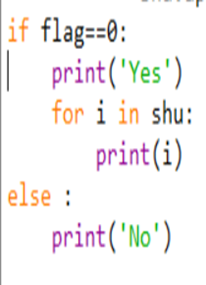 if flag==0:
    print('Yes')
    for i in shu:
        print(i)
else :
    print('No')